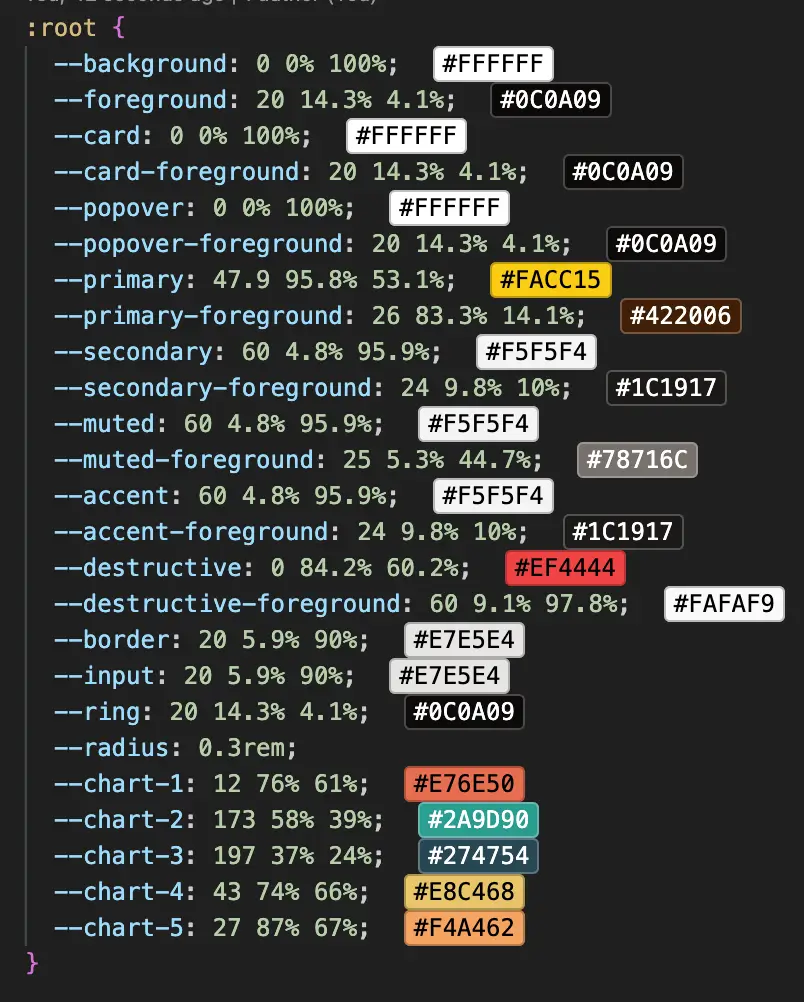 :root {
--background: 0 0% 100%; #FFFFFF
--foreground: 20 14.3% 4.1%; #0C0A09
--card: 0 0% 100%; #FFFFFF
--card-foreground: 20 14.3% 4.1%; #0C0A09
--popover: 0 0% 100%; #FFFFFF
--popover-foreground: 20 14.3% 4.1%; #0C0A09
--primary: 47.9 95.8% 53.1%; #FACC15
--primary-foreground: 26 83.3% 14.1%; #422006
--secondary: 60 4.8% 95.9%; #F5F5F4
--secondary-foreground: 24 9.8% 10%; #1C1917
--muted: 60 4.8% 95.9%; #F5F5F4
--muted-foreground: 25 5.3% 44.7%; #78716C
--accent: 60 4.8% 95.9%; #F5F5F4
--accent-foreground: 24 9.8% 10%; #1C1917
--destructive: 0 84.2% 60.2%; #EF4444
--destructive-foreground: 60 9.1% 97.8%; #FAFAF9
--border: 20 5.9% 90%; #E7E5E4
--input: 20 5.9% 90%; #E7E5E4
--ring: 20 14.3% 4.1%; #0C0A09
--radius: 0.3rem;
--chart-1: 12 76% 61%; #E76E50
--chart-2: 173 58% 39%; #2A9D90
--chart-3: 197 37% 24%; #274754
--chart-4: 43 74% 66%; #E8C468
--chart-5: 27 87% 67%; #F4A462
}